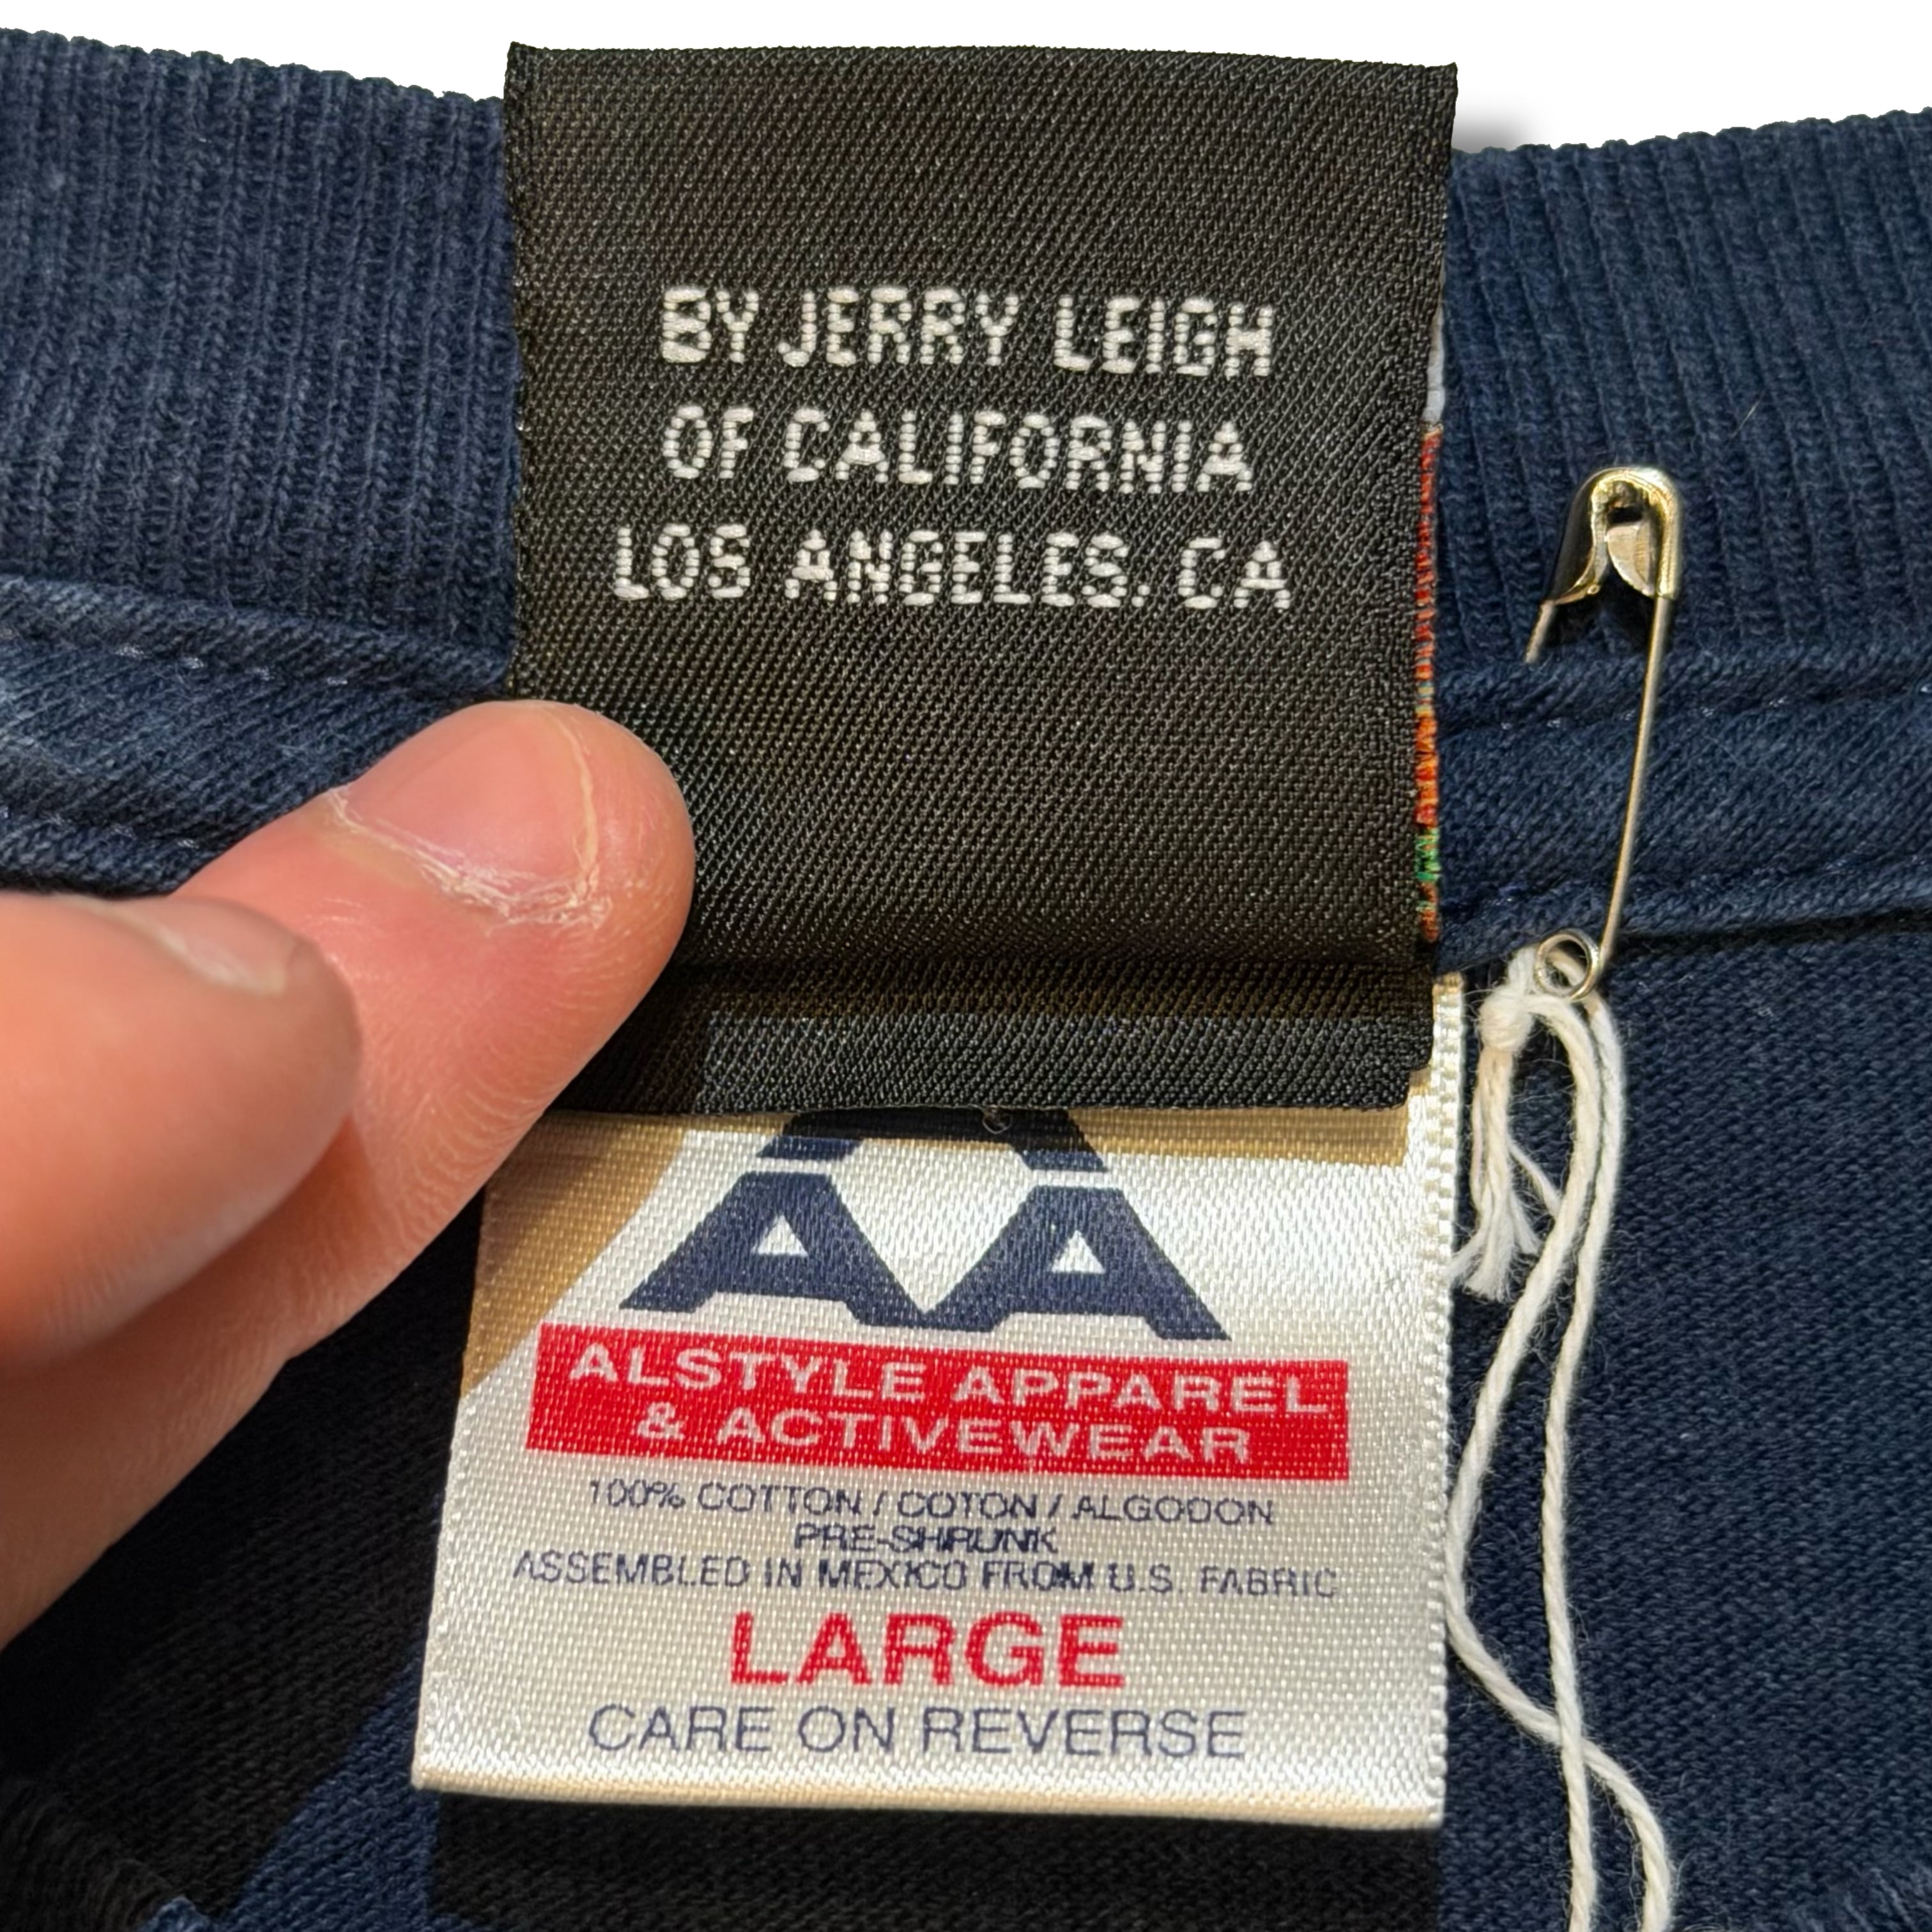 BY JERRY LEIGH
OF CALIFORNIA
LOS ANGELES, CA
AA
ALSTYLE APPAREL
& ACTIVEWEAR
100% COTTON / COTON / ALGODON
PRE-SHRUNK
ASSEMBLED IN MEXICO FROM U.S. FABRIC
LARGE
CARE ON REVERSE